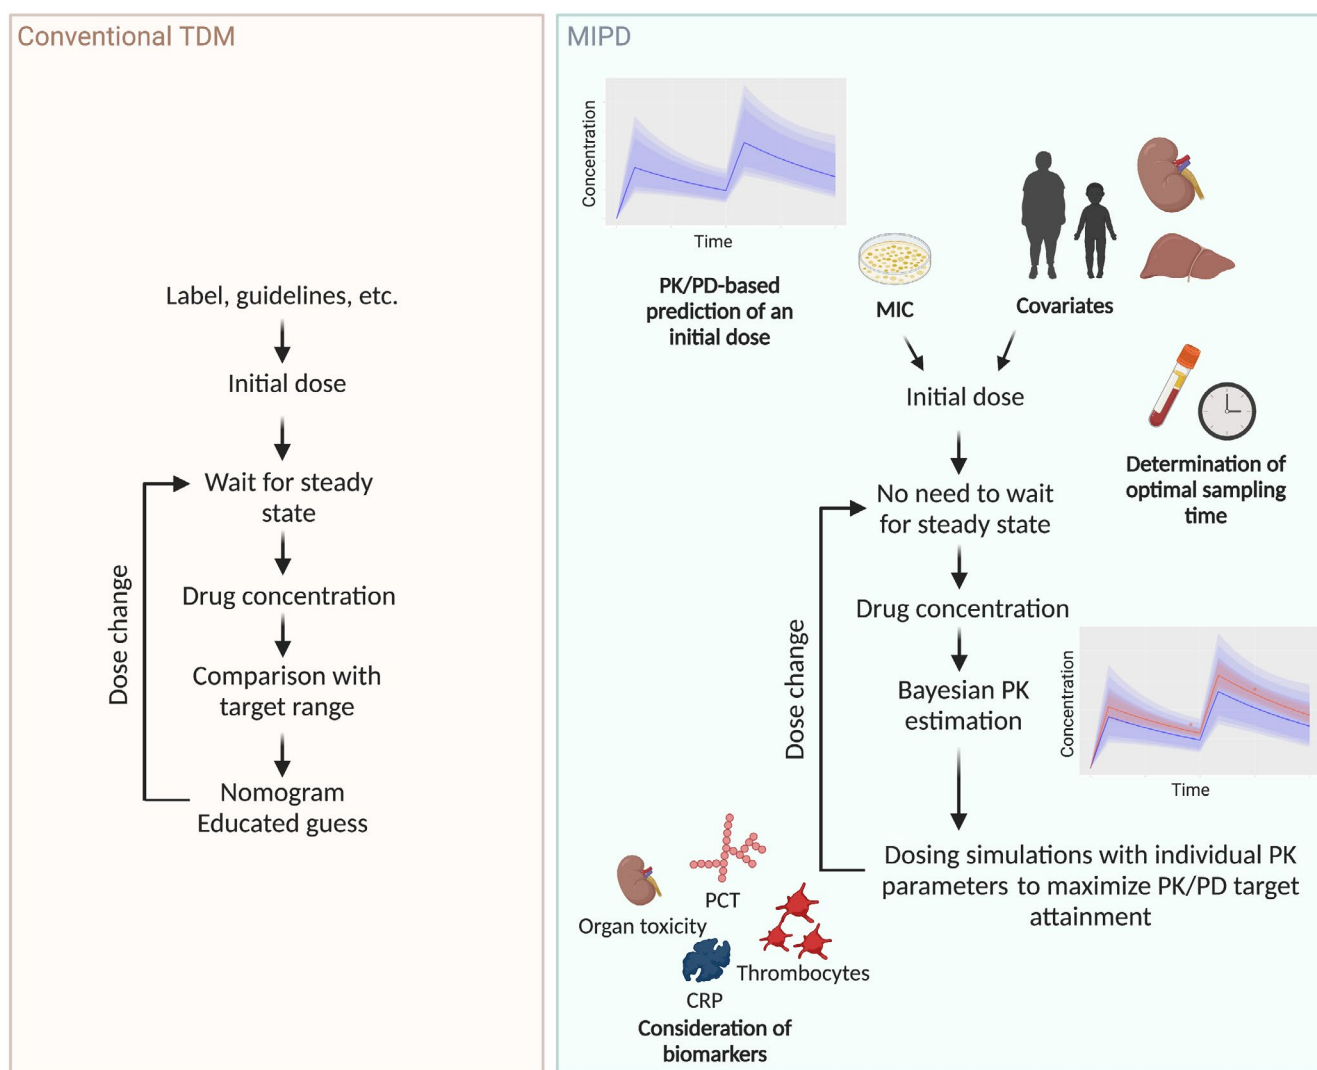 Conventional TDM
Label, guidelines, etc.
Initial dose
Wait for steady
state
Drug concentration
Comparison with
target range
Nomogram
Educated guess
Dose change
MIPD
Concentration
Time
PK/PD-based
prediction of an
initial dose
MIC
Covariates
Initial dose
Determination of
optimal sampling
time
No need to wait
for steady state
Drug concentration
Bayesian PK
estimation
Concentration
Time
Dose change
Dosing simulations with individual PK
parameters to maximize PK/PD target
attainment
PCT
Organ toxicity
Thrombocytes
CRP
Consideration of
biomarkers